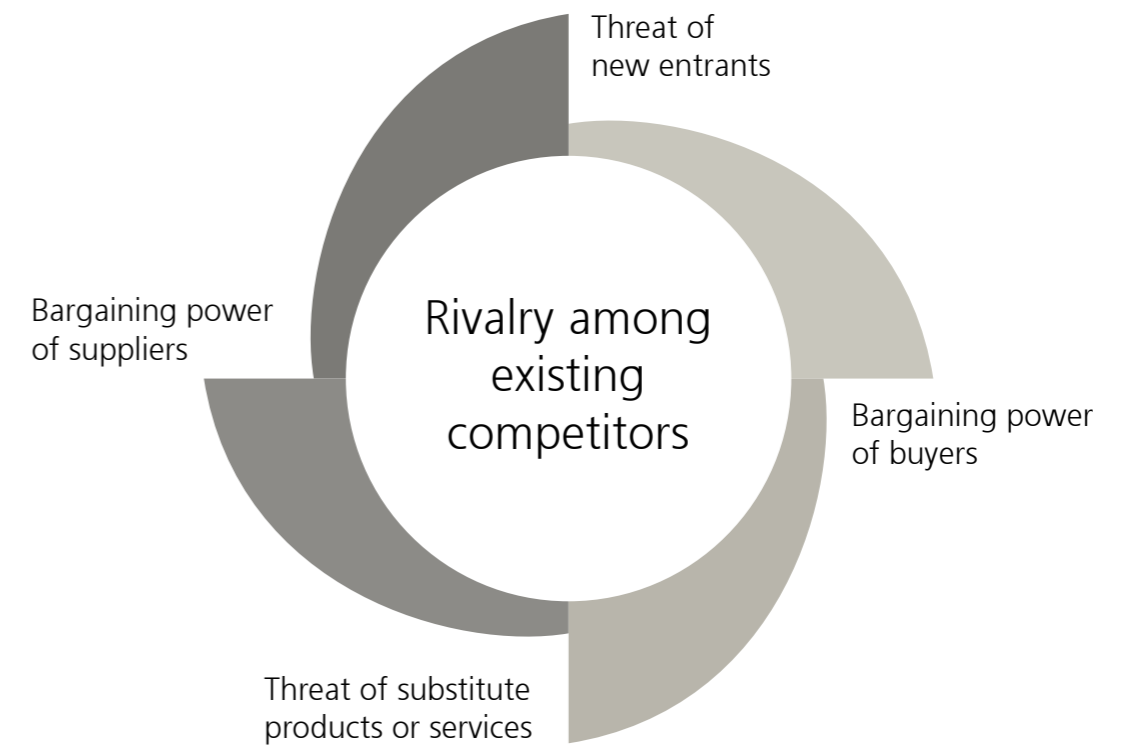 Threat of
new entrants
Bargaining power
of suppliers
Rivalry among
existing
competitors
Bargaining power
of buyers
Threat of substitute
products or services